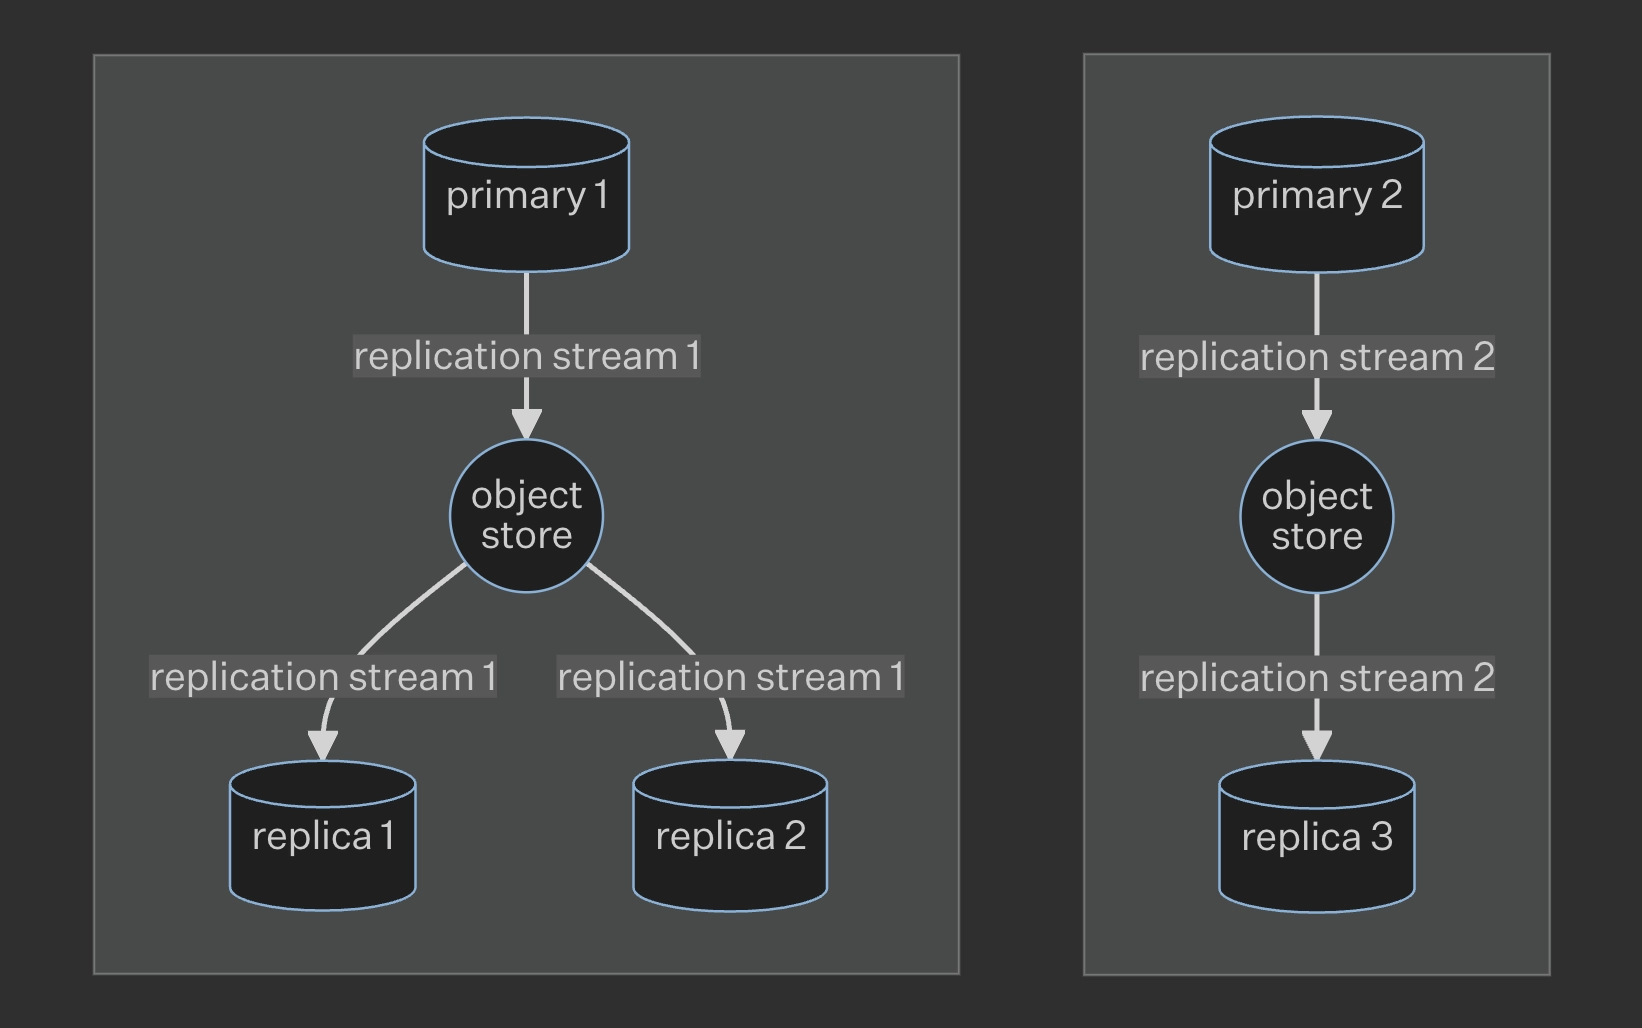 primary 1
replication stream 1
object
store
replication stream 1
replication stream 1
replica 1
replica 2
primary 2
replication stream 2
object
store
replication stream 2
replica 3